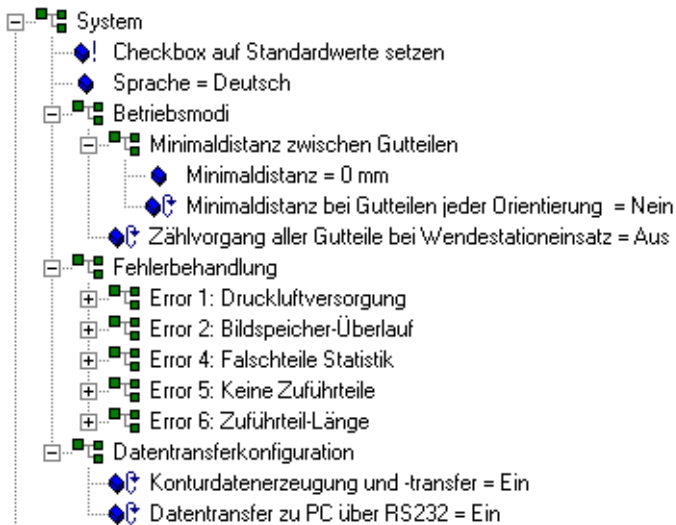 System
Checkbox auf Standardwerte setzen
Sprache = Deutsch
Betriebsmodi
Minimaldistanz zwischen Gutteilen
Minimaldistanz = 0 mm
Minimaldistanz bei Gutteilen jeder Orientierung = Nein
Zählvorgang aller Gutteile bei Wendestationeinsatz = Aus
Fehlerbehandlung
Error 1: Druckluftversorgung
Error 2: Bildspeicher-Überlauf
Error 4: Falschteile Statistik
Error 5: Keine Zuführteile
Error 6: Zuführteil-Länge
Datentransferkonfiguration
Konturdatenerzeugung und -transfer = Ein
Datentransfer zu PC über RS232 = Ein